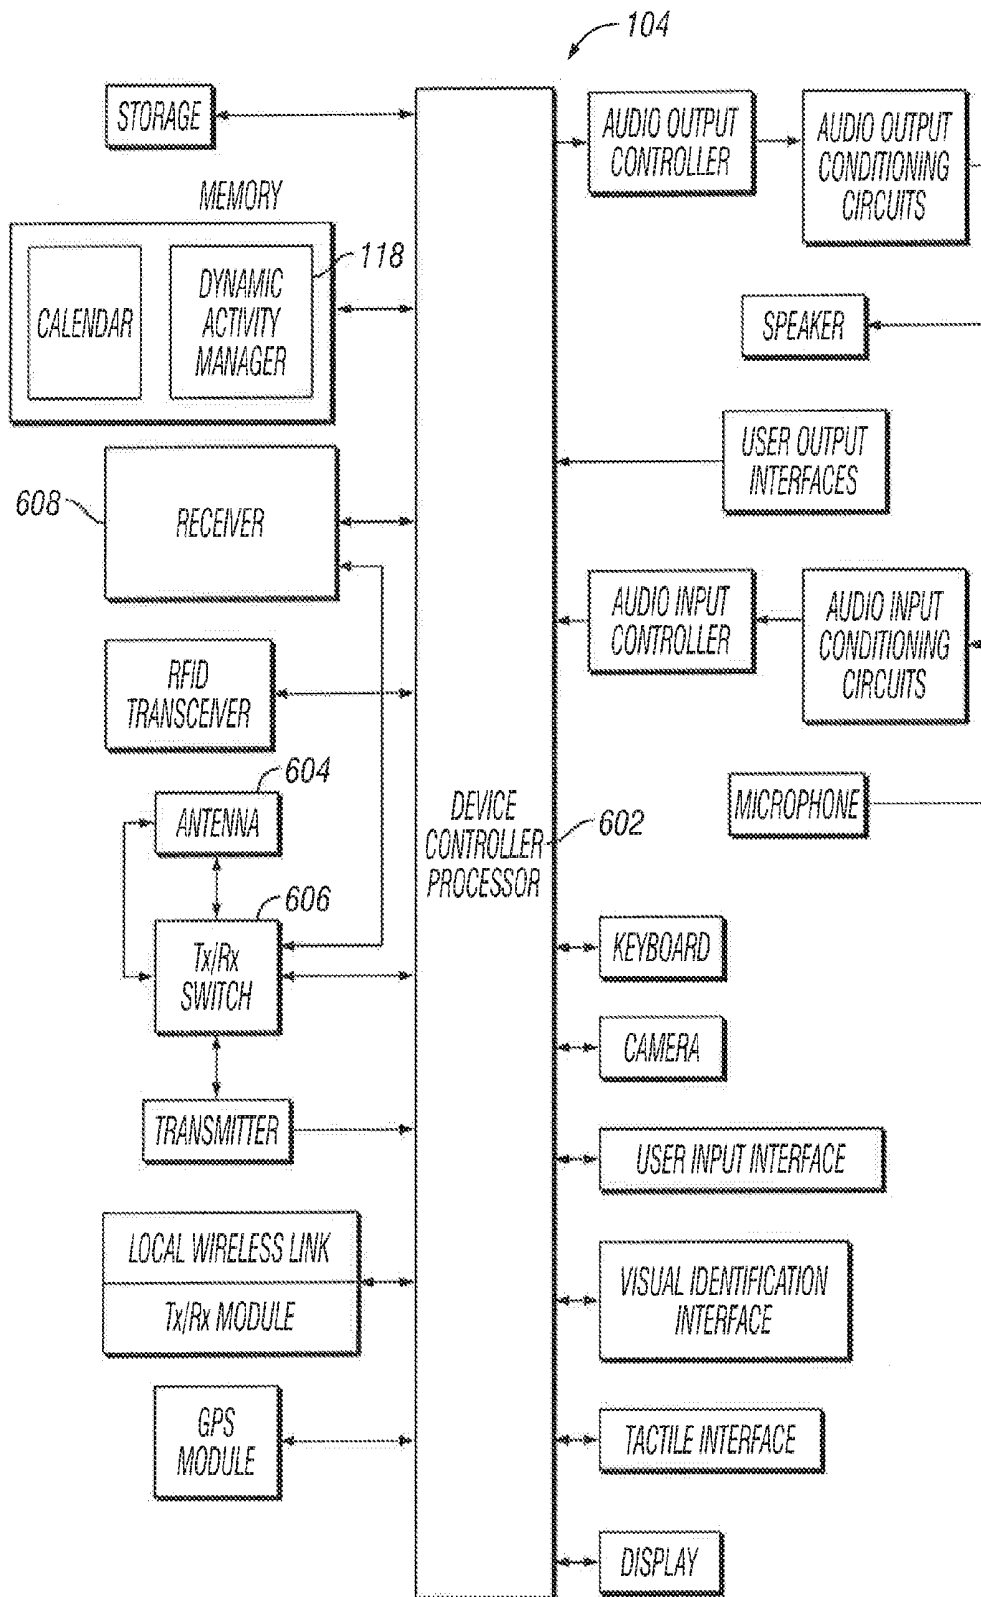 104
STORAGE
MEMORY
CALENDAR
DYNAMIC
ACTIVITY
MANAGER
118
608
RECEIVER
RFID
TRANSCEIVER
604
ANTENNA
606
Tx/Rx
SWITCH
TRANSMITTER
LOCAL WIRELESS LINK
Tx/Rx MODULE
GPS
MODULE
DEVICE
CONTROLLER
PROCESSOR
602
AUDIO OUTPUT
CONTROLLER
AUDIO OUTPUT
CONDITIONING
CIRCUITS
SPEAKER
USER OUTPUT
INTERFACES
AUDIO INPUT
CONTROLLER
AUDIO INPUT
CONDITIONING
CIRCUITS
MICROPHONE
KEYBOARD
CAMERA
USER INPUT INTERFACE
VISUAL IDENTIFICATION
INTERFACE
TACTILE INTERFACE
DISPLAY